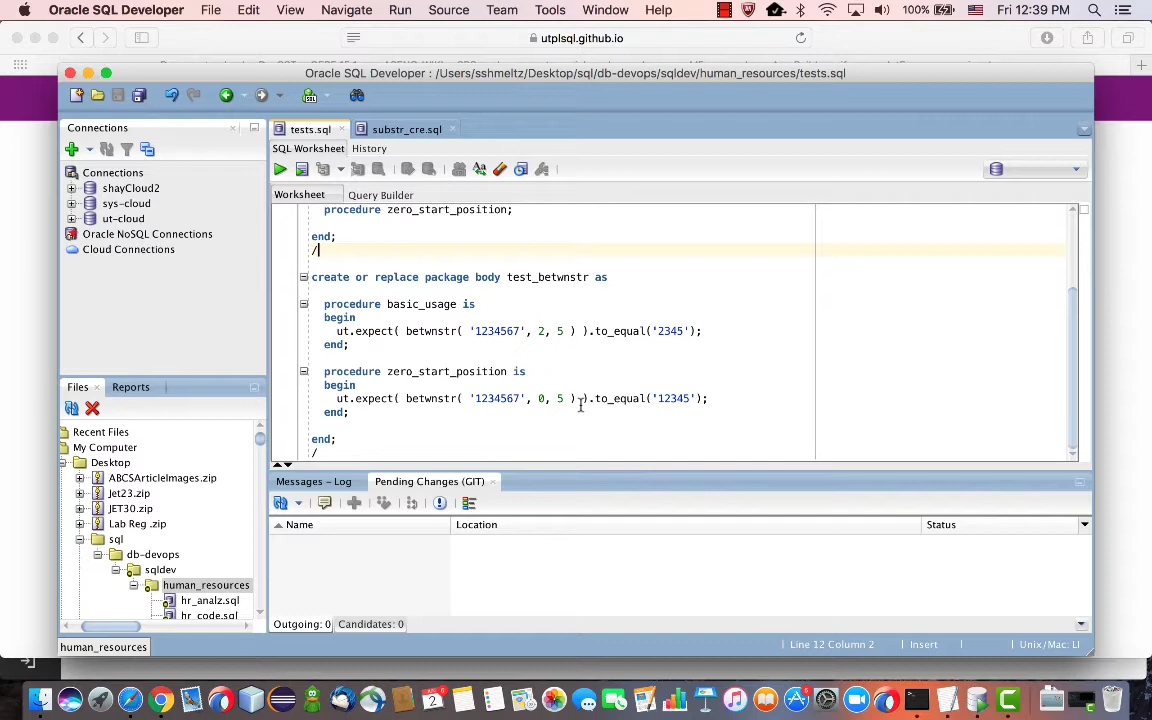 Oracle SQL Developer File Edit View Navigate Run Source Team Tools Window Help 100% Fri 12:39 PM
utplsql.github.io
Oracle SQL Developer : /Users/sshmeltz/Desktop/sql/db-devops/sqldev/human_resources/tests.sql
Connections
tests.sql
substr_cre.sql
SQL Worksheet History
Worksheet Query Builder
Connections
shayCloud2
sys-cloud
ut-cloud
Oracle NoSQL Connections
Cloud Connections
procedure zero_start_position;
end;
/
create or replace package body test_betwnstr as
procedure basic_usage is
begin
ut.expect( betwnstr( '1234567', 2, 5 ) ).to_equal('2345');
end;
procedure zero_start_position is
begin
ut.expect( betwnstr( '1234567', 0, 5 ) ).to_equal('12345');
end;
end;
/
Files Reports
Recent Files
My Computer
Desktop
ABCSArticleImages.zip
Jet23.zip
JET30.zip
Lab Reg .zip
sql
db-devops
sqldev
human_resources
hr_analz.sql
hr_code.sql
Messages – Log Pending Changes (GIT)
Name Location Status
Outgoing: 0 Candidates: 0
human_resources
Line 12 Column 2 Insert Unix/Mac: LI